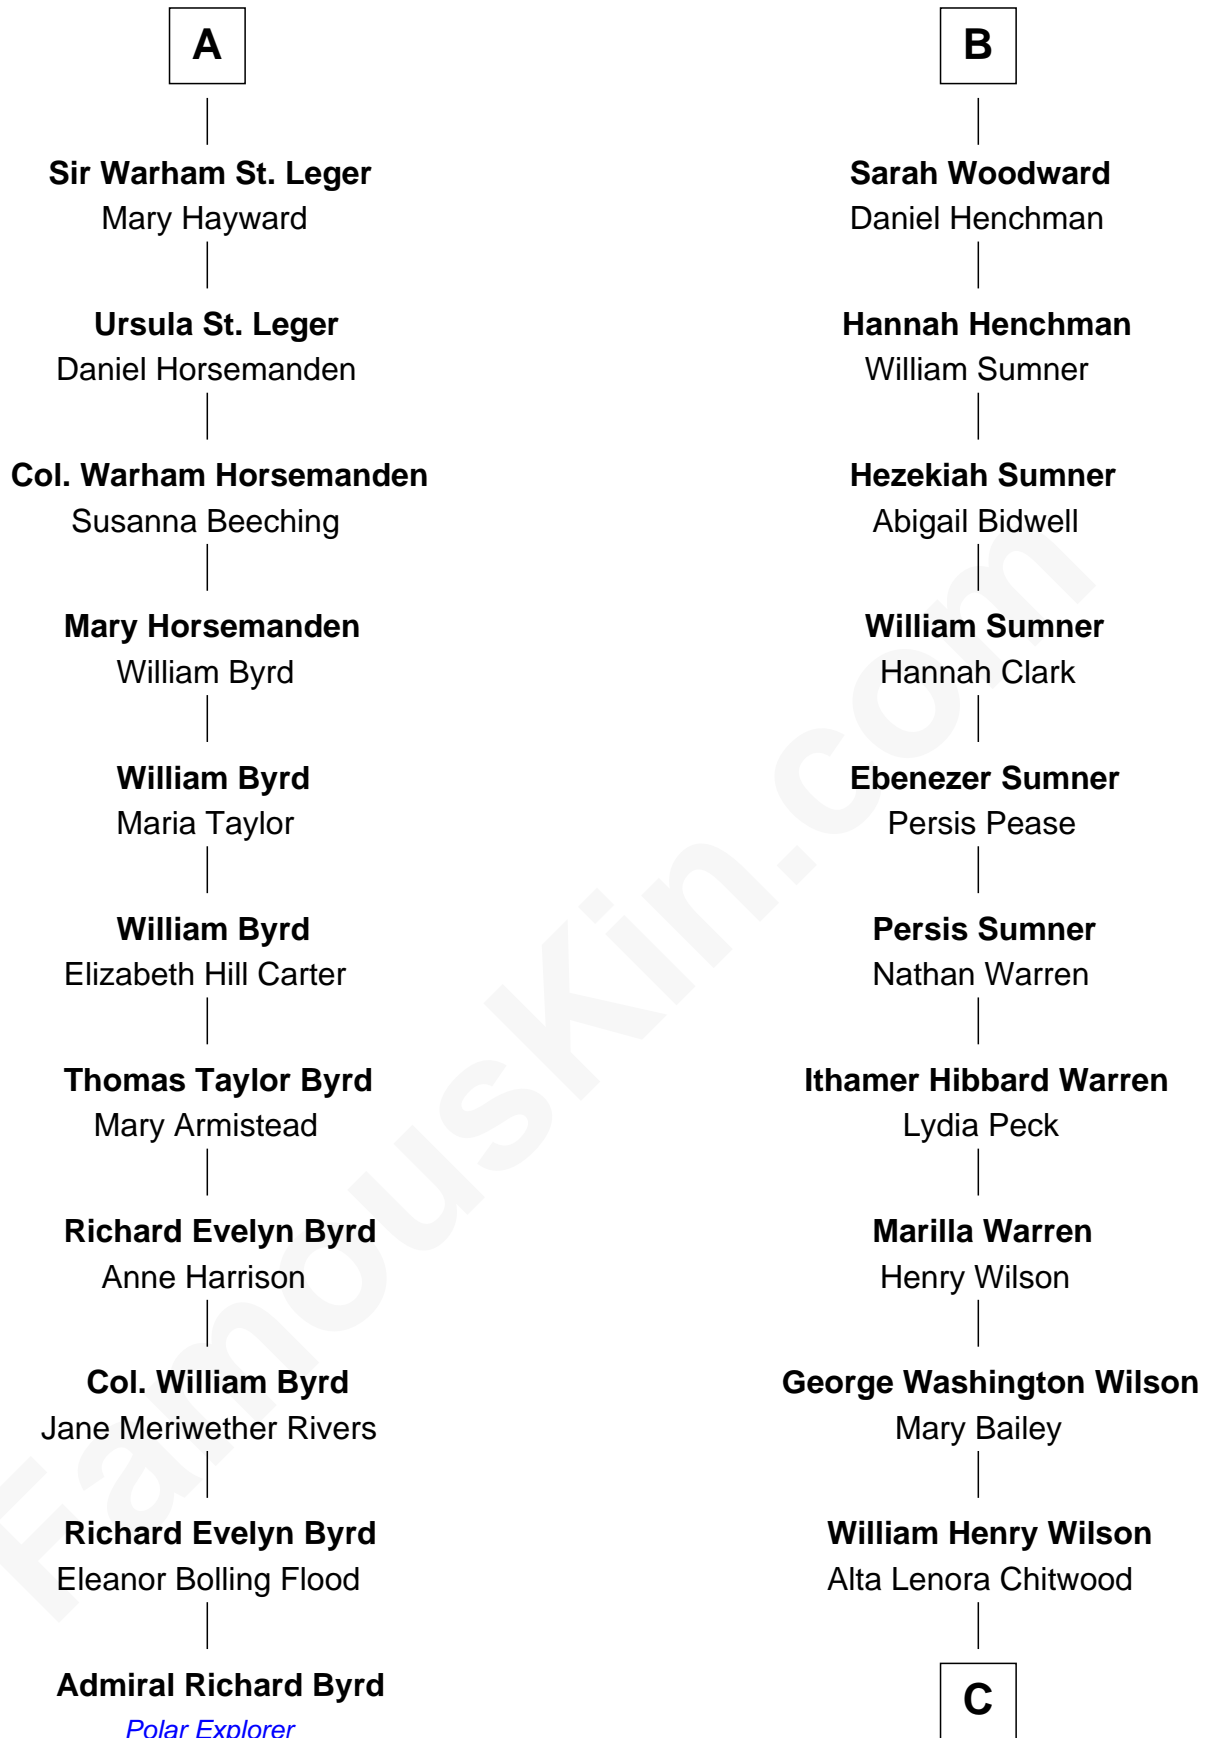 A
Sir Warham St. Leger
Mary Hayward
Ursula St. Leger
Daniel Horsemanden
Col. Warham Horsemanden
Susanna Beeching
Mary Horsemanden
William Byrd
William Byrd
Maria Taylor
William Byrd
Elizabeth Hill Carter
Thomas Taylor Byrd
Mary Armistead
Richard Evelyn Byrd
Anne Harrison
Col. William Byrd
Jane Meriwether Rivers
Richard Evelyn Byrd
Eleanor Bolling Flood
Admiral Richard Byrd
Polar Explorer
B
Sarah Woodward
Daniel Henchman
Hannah Henchman
William Sumner
Hezekiah Sumner
Abigail Bidwell
William Sumner
Hannah Clark
Ebenezer Sumner
Persis Pease
Persis Sumner
Nathan Warren
Ithamer Hibbard Warren
Lydia Peck
Marilla Warren
Henry Wilson
George Washington Wilson
Mary Bailey
William Henry Wilson
Alta Lenora Chitwood
C
FamousKin.com